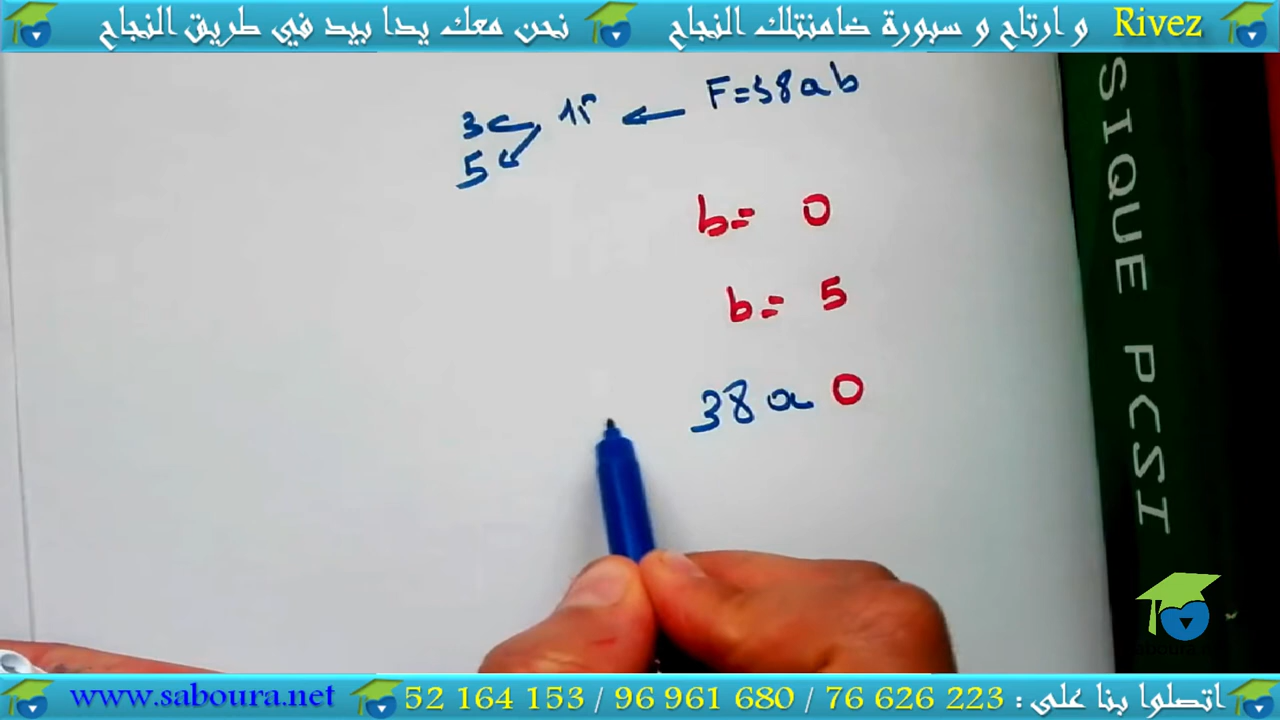 Rivez و ارتاح و سبورة ضامنتلك النجاح نحن معك يدا بيد في طريق النجاح
F=38ab ← 15
3
5
b= 0
b= 5
38a0
SIQUE PCSI
saboura
اتصلوا بنا على : 52 164 153 / 96 961 680 / 76 626 223
www.saboura.net